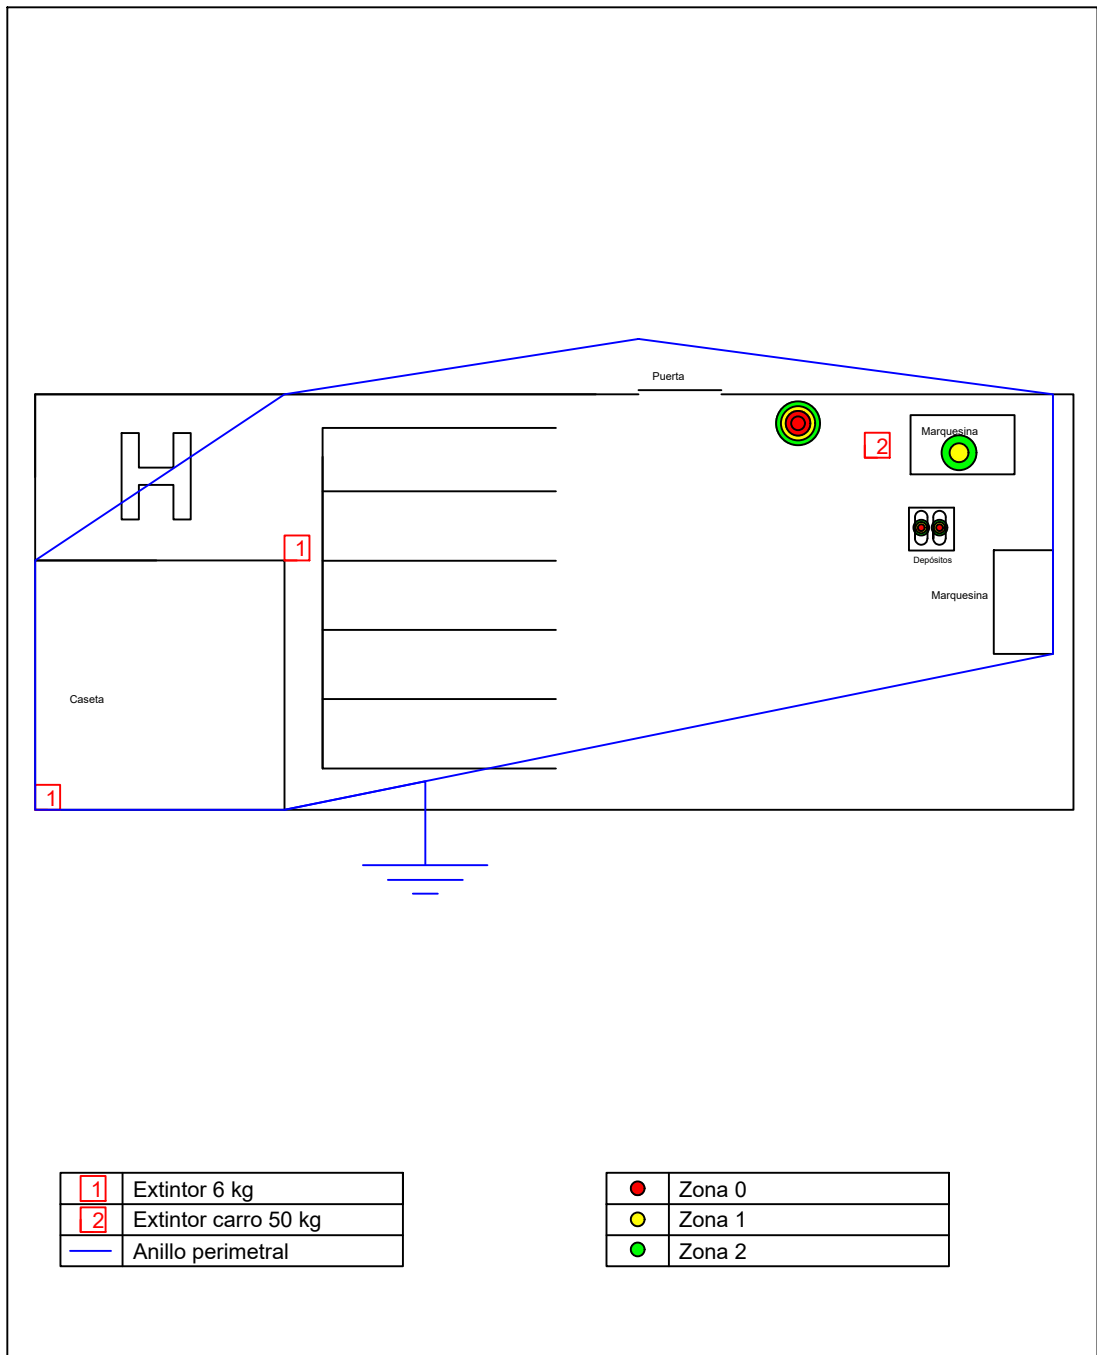 Puerta
Marquesina
2
H
1
Depósitos
Marquesina
Caseta
1
1 Extintor 6 kg
2 Extintor carro 50 kg
Anillo perimetral
Zona 0
Zona 1
Zona 2